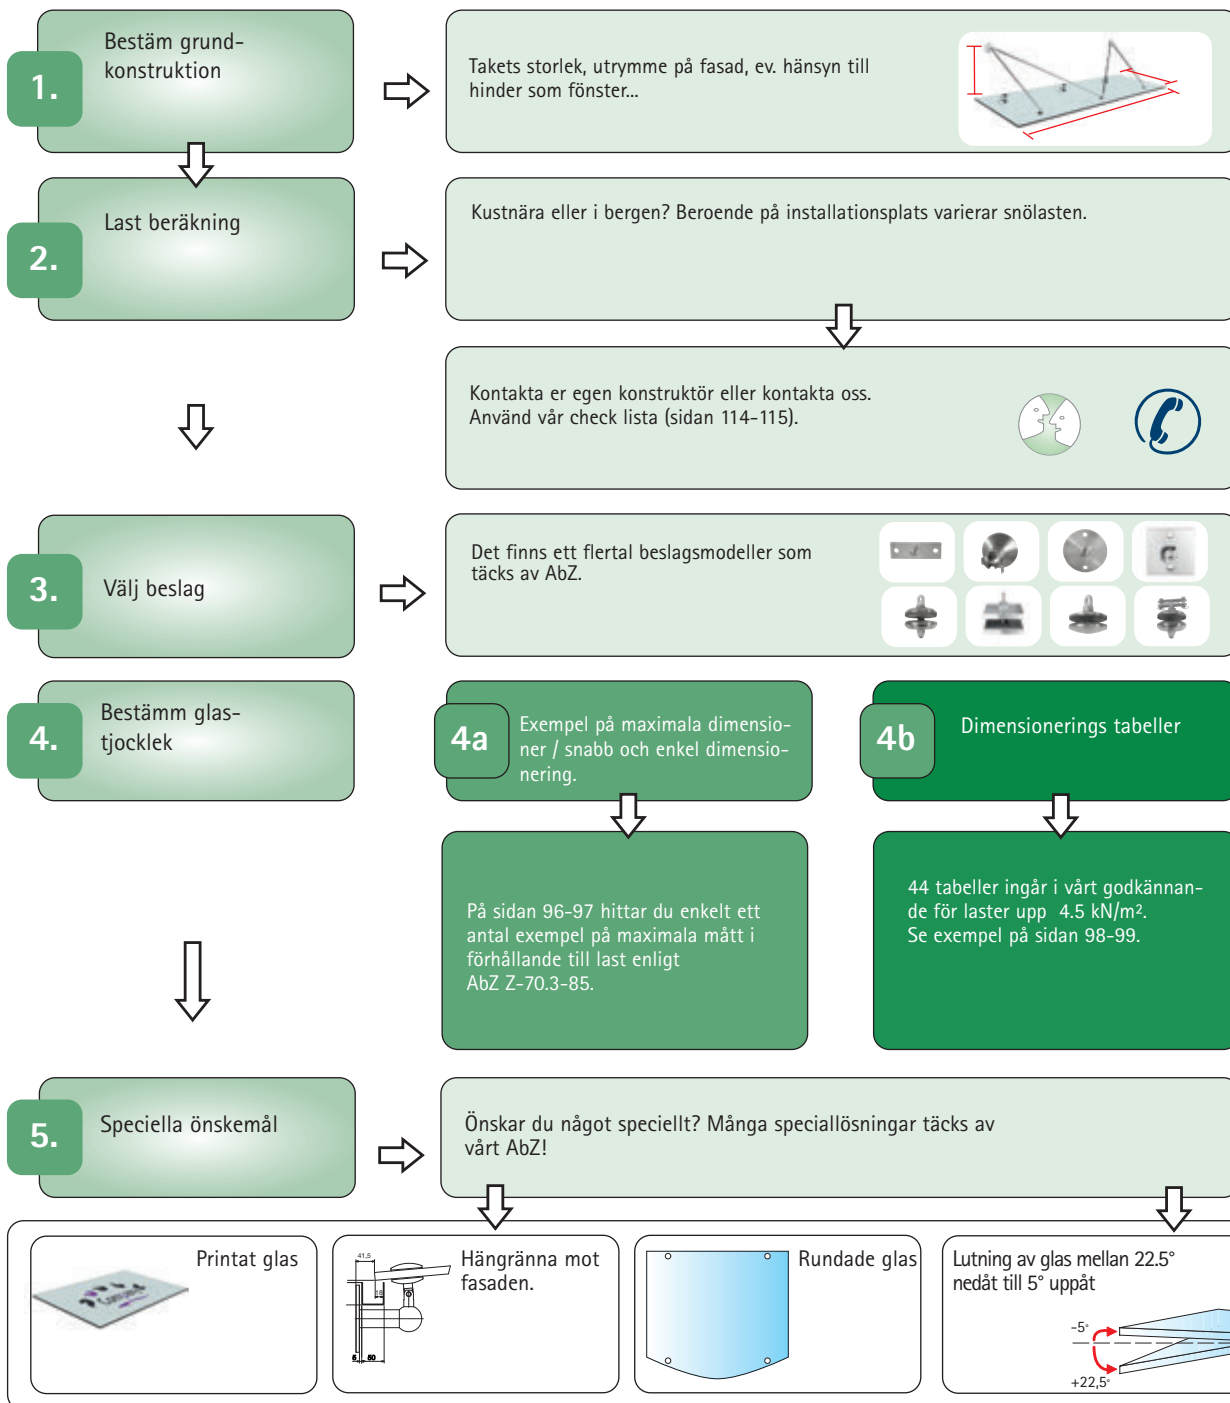 1.
Bestäm grund-
konstruktion
Takets storlek, utrymme på fasad, ev. hänsyn till
hinder som fönster...
2.
Last beräkning
Kustnära eller i bergen? Beroende på installationsplats varierar snölasten.
Kontakta er egen konstruktör eller kontakta oss.
Använd vår check lista (sidan 114-115).
3.
Välj beslag
Det finns ett flertal beslagsmodeller som
täcks av AbZ.
4.
Bestämm glas-
tjocklek
4a
Exempel på maximala dimensio-
ner / snabb och enkel dimensio-
nering.
4b
Dimensionerings tabeller
På sidan 96-97 hittar du enkelt ett
antal exempel på maximala mått i
förhållande till last enligt
AbZ Z-70.3-85.
44 tabeller ingår i vårt godkännan-
de för laster upp 4.5 kN/m².
Se exempel på sidan 98-99.
5.
Speciella önskemål
Önskar du något speciellt? Många speciallösningar täcks av
vårt AbZ!
Printat glas
41,5
18
5 50
Hängränna mot
fasaden.
Rundade glas
Lutning av glas mellan 22.5°
nedåt till 5° uppåt
-5°
+22,5°